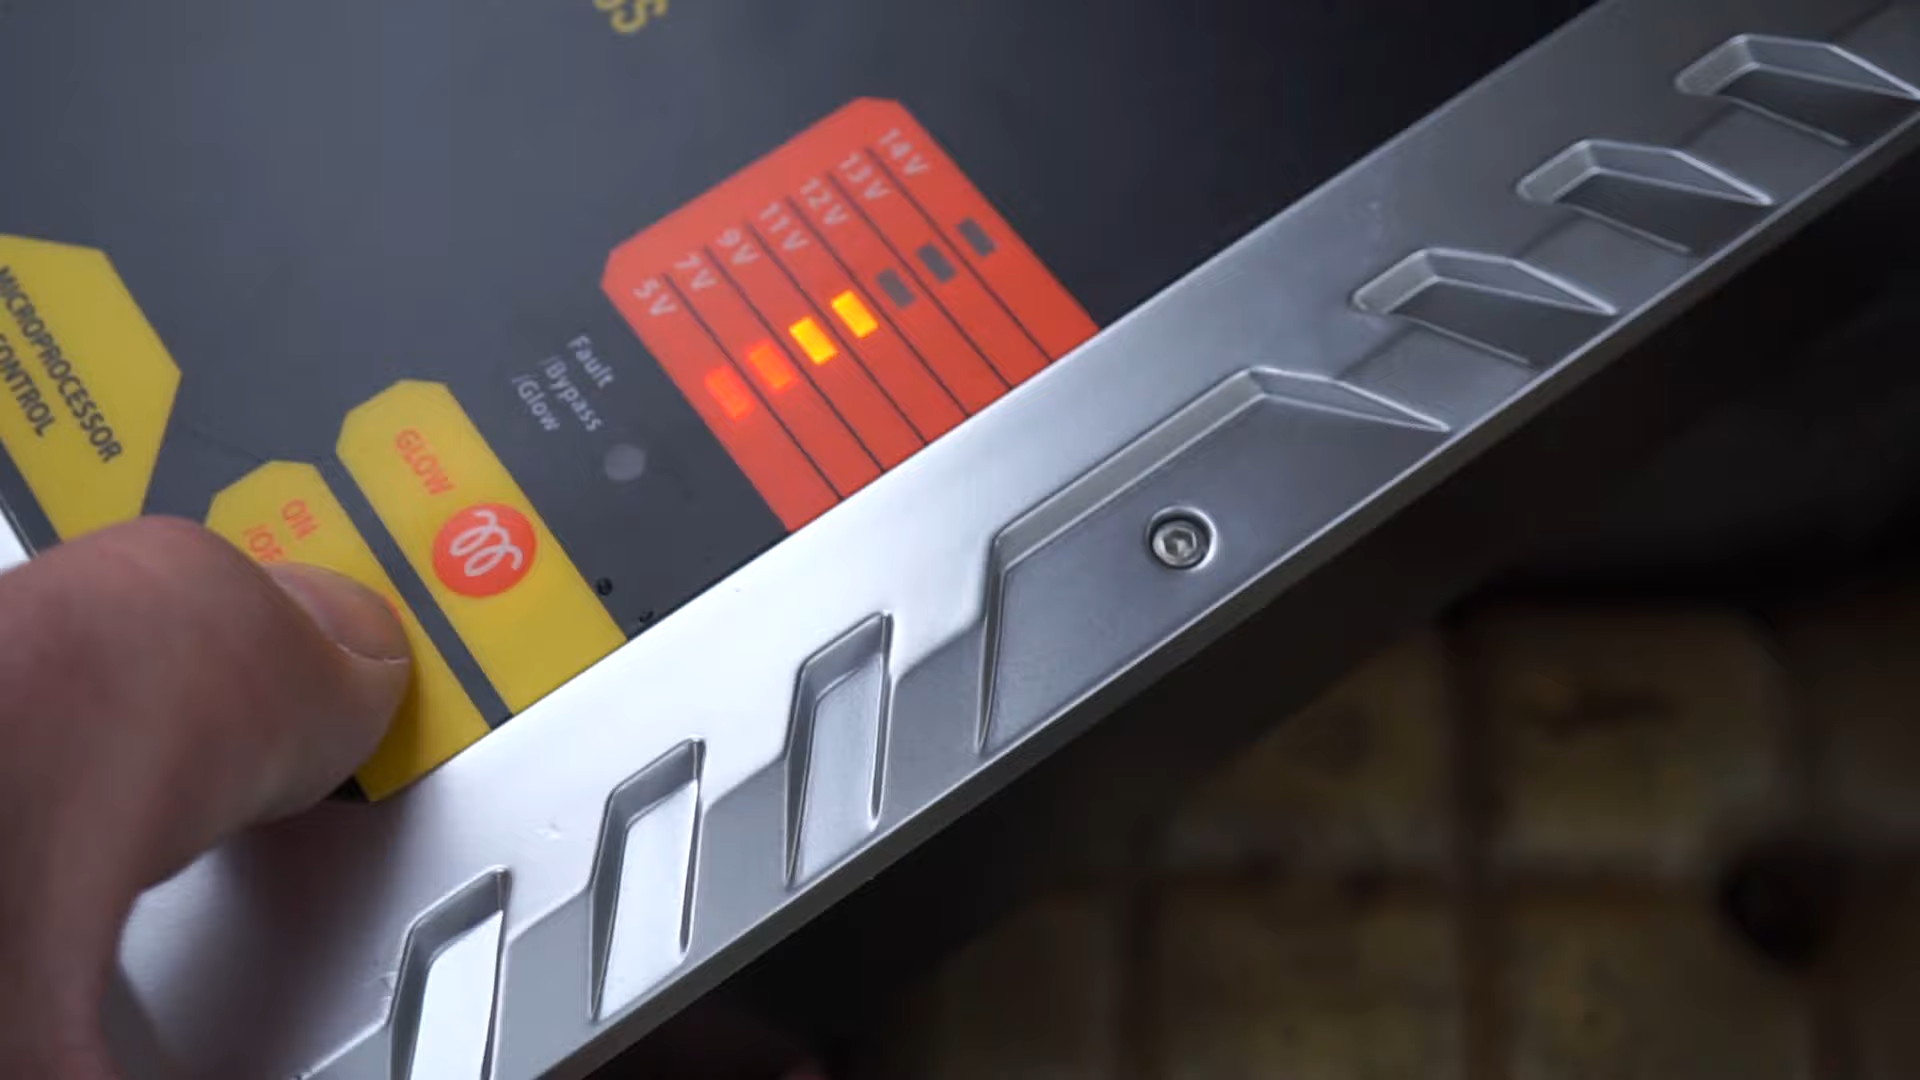 MICROPROCESSOR
CONTROL
ON
GLOW
Fault
/Bypass
/Glow
5V
7V
9V
11V
12V
13V
14V